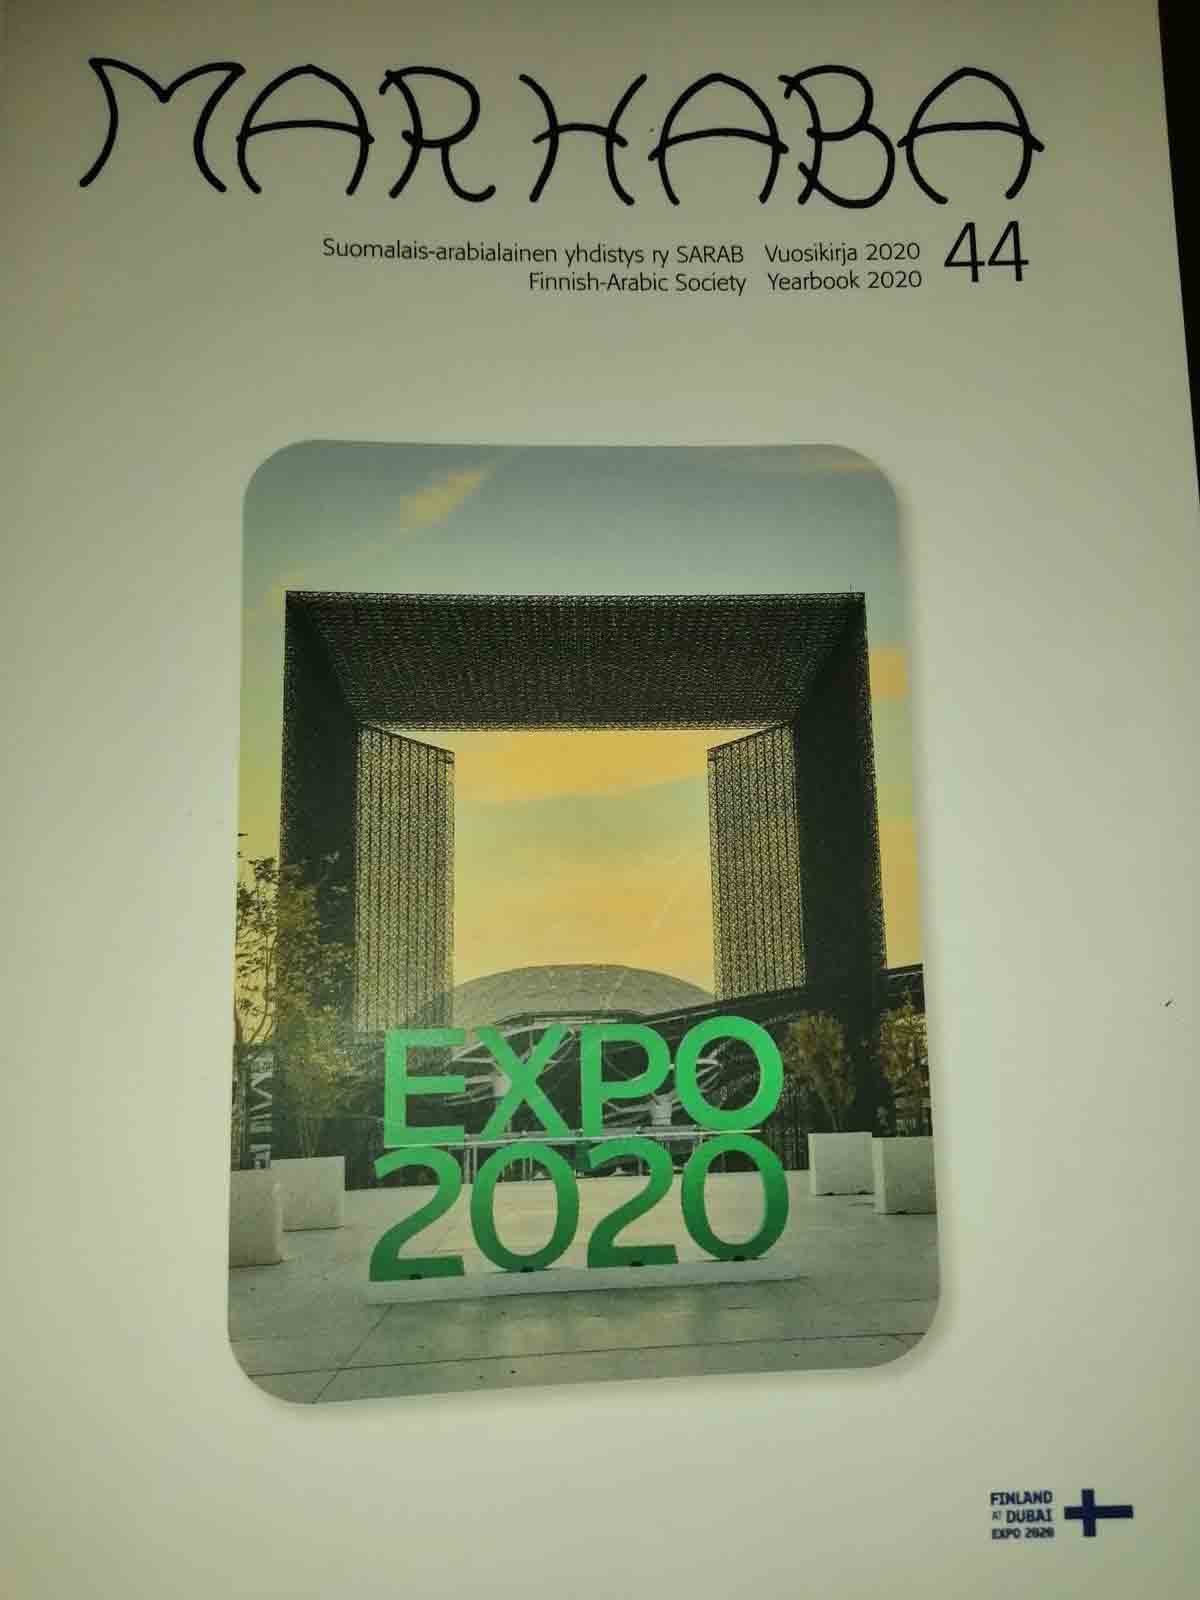 MARHABA
Suomalais-arabialainen yhdistys ry SARAB Vuosikirja 2020 44
Finnish-Arabic Society Yearbook 2020
EXPO
2020
FINLAND
AT DUBAI
EXPO 2020